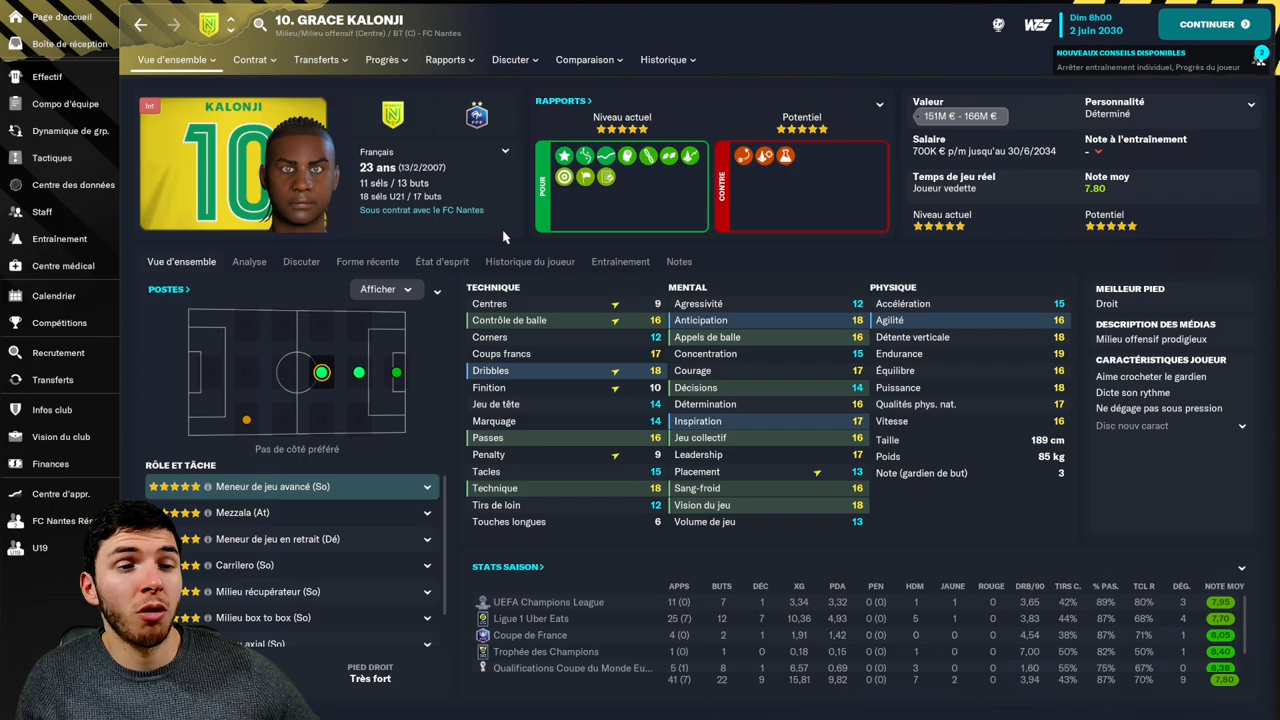 Page d'accueil
Boîte de réception
Effectif
Compo d'équipe
Dynamique de grp.
Tactiques
Centre des données
Staff
Entraînement
Centre médical
Calendrier
Compétitions
Recrutement
Transferts
Infos club
Vision du club
Finances
Centre d'appr.
FC Nantes Rés
U19
10. GRACE KALONJI
Milieu/Milieu offensif (Centre) / BT (C) - FC Nantes
Dim 8h00
2 juin 2030
CONTINUER
NOUVEAUX CONSEILS DISPONIBLES
2
Arrêter entraînement individuel, Progrès du joueur
Vue d'ensemble Contrat Transferts Progrès Rapports Discuter Comparaison Historique
Int
KALONJI
10
FFF
Français
23 ans (13/2/2007)
11 séls / 13 buts
18 séls U21 / 17 buts
Sous contrat avec le FC Nantes
RAPPORTS >
Niveau actuel Potentiel
POUR CONTRE
Valeur
151M € - 166M €
Salaire
700K € p/m jusqu'au 30/6/2034
Temps de jeu réel
Joueur vedette
Niveau actuel
Personnalité
Déterminé
Note à l'entraînement
-
Note moy
7.80
Potentiel
Vue d'ensemble Analyse Discuter Forme récente État d'esprit Historique du joueur Entraînement Notes
POSTES >
Afficher
Pas de côté préféré
RÔLE ET TÂCHE
Meneur de jeu avancé (So)
Mezzala (At)
Meneur de jeu en retrait (Dé)
Carrilero (So)
Milieu récupérateur (So)
Milieu box to box (So)
PIED DROIT
Très fort
TECHNIQUE
Centres 9
Contrôle de balle 16
Corners 12
Coups francs 17
Dribbles 18
Finition 10
Jeu de tête 14
Marquage 14
Passes 16
Penalty 9
Tacles 15
Technique 18
Tirs de loin 12
Touches longues 6
MENTAL
Agressivité 12
Anticipation 18
Appels de balle 16
Concentration 15
Courage 17
Décisions 14
Détermination 16
Inspiration 17
Jeu collectif 16
Leadership 17
Placement 13
Sang-froid 16
Vision du jeu 18
Volume de jeu 13
PHYSIQUE
Accélération 15
Agilité 16
Détente verticale 18
Endurance 19
Équilibre 16
Puissance 18
Qualités phys. nat. 17
Vitesse 16
Taille 189 cm
Poids 85 kg
Note (gardien de but) 3
MEILLEUR PIED
Droit
DESCRIPTION DES MÉDIAS
Milieu offensif prodigieux
CARACTÉRISTIQUES JOUEUR
Aime crocheter le gardien
Dicte son rythme
Ne dégage pas sous pression
Disc nouv caract
STATS SAISON >
APPS BUTS DÉC XG PDA PEN HDM JAUNE ROUGE DRB/90 TIRS C. % PAS. TCL R DÉG. NOTE MOY
UEFA Champions League 11 (0) 7 1 3,34 3,32 0 (0) 1 1 0 3,65 42% 89% 80% 3 7,95
Ligue 1 Uber Eats 25 (7) 12 7 10,36 4,93 0 (0) 5 1 0 3,83 44% 87% 68% 4 7,70
Coupe de France 4 (0) 2 1 1,91 1,42 0 (0) 0 0 0 4,54 38% 87% 71% 1 8,05
Trophée des Champions 1 (0) 1 0 0,18 0,15 0 (0) 1 0 0 7,00 50% 82% 50% 1 8,40
Qualifications Coupe du Monde Eu... 5 (1) 8 1 6,57 0,69 0 (0) 3 0 0 1,60 55% 75% 67% 0 8,38
41 (7) 22 9 15,81 9,82 0 (0) 7 2 0 3,94 43% 87% 70% 9 7,80